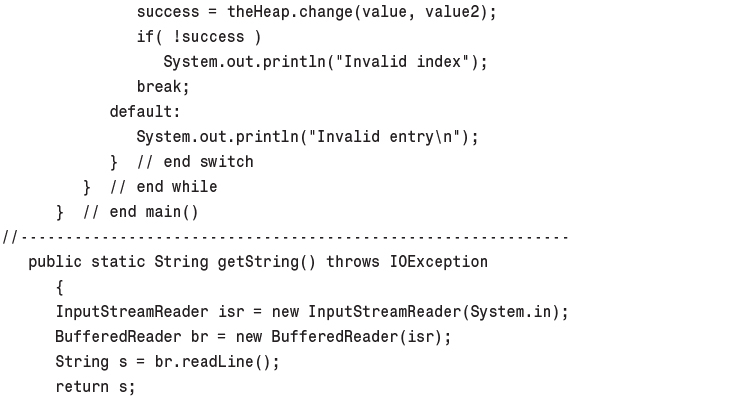 success = theHeap.change(value, value2);
if( !success )
System.out.println("Invalid index");
break;
default:
System.out.println("Invalid entry\n");
}  // end switch
}  // end while
}  // end main()
//-------------------------------------------------------------
public static String getString() throws IOException
{
InputStreamReader isr = new InputStreamReader(System.in);
BufferedReader br = new BufferedReader(isr);
String s = br.readLine();
return s;